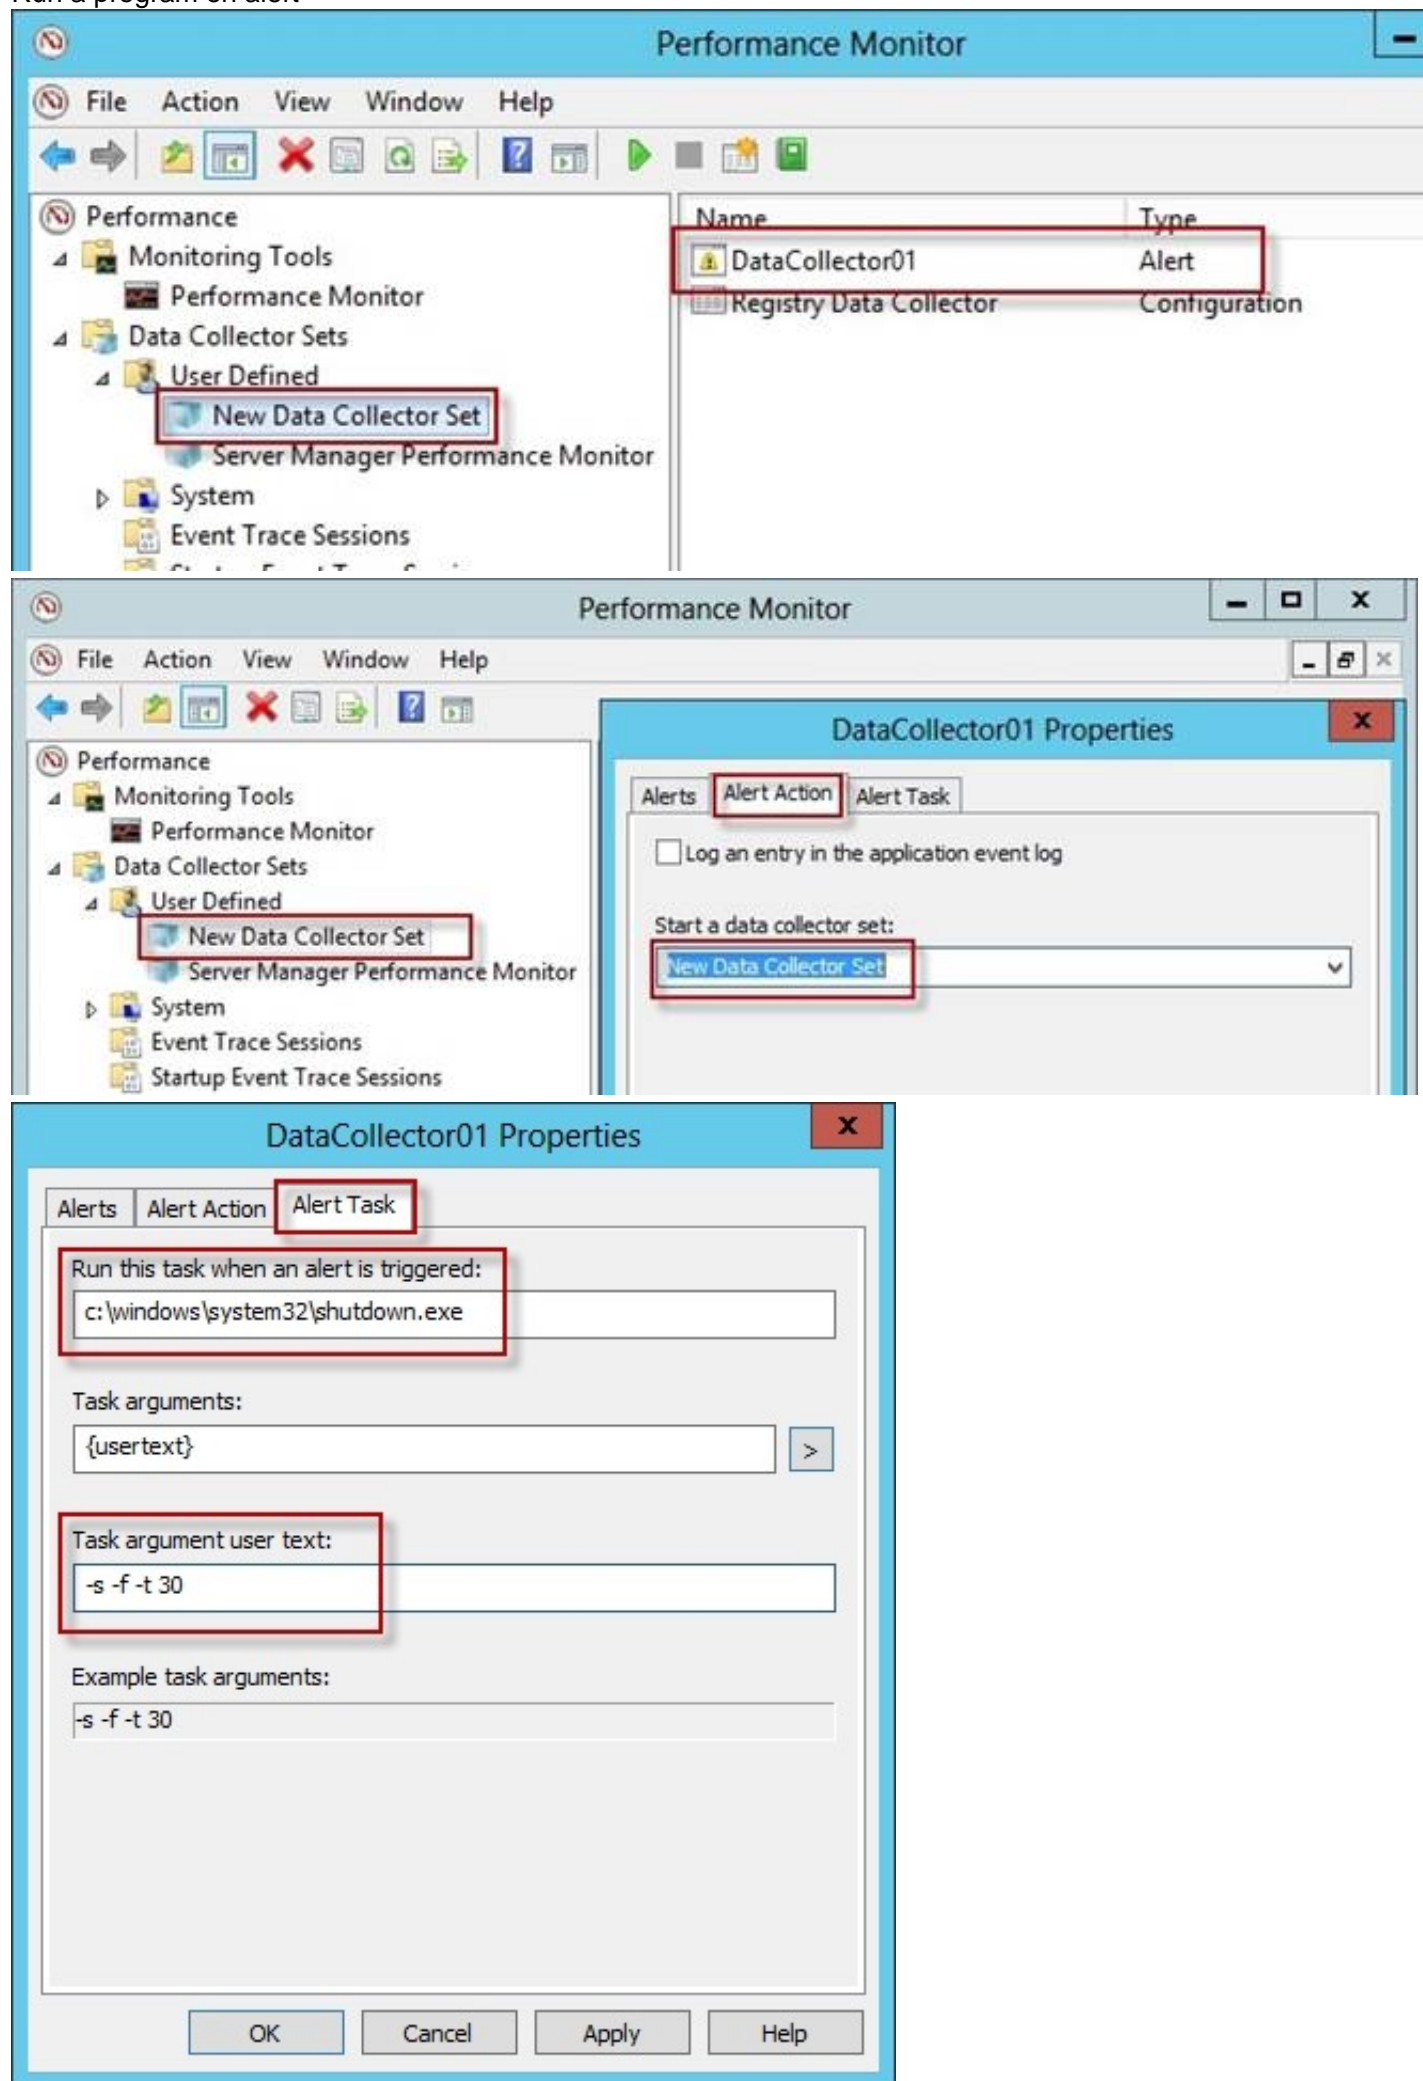 Run a program on alert
Performance Monitor
File Action View Window Help
Performance
Monitoring Tools
Performance Monitor
Data Collector Sets
User Defined
New Data Collector Set
Server Manager Performance Monitor
System
Event Trace Sessions
Name Type
DataCollector01 Alert
Registry Data Collector Configuration
Performance Monitor
File Action View Window Help
Performance
Monitoring Tools
Performance Monitor
Data Collector Sets
User Defined
New Data Collector Set
Server Manager Performance Monitor
System
Event Trace Sessions
Startup Event Trace Sessions
DataCollector01 Properties
Alerts Alert Action Alert Task
Log an entry in the application event log
Start a data collector set:
New Data Collector Set
DataCollector01 Properties
Alerts Alert Action Alert Task
Run this task when an alert is triggered:
c:\windows\system32\shutdown.exe
Task arguments:
{usertext}
>
Task argument user text:
-s -f -t 30
Example task arguments:
-s -f -t 30
OK Cancel Apply Help